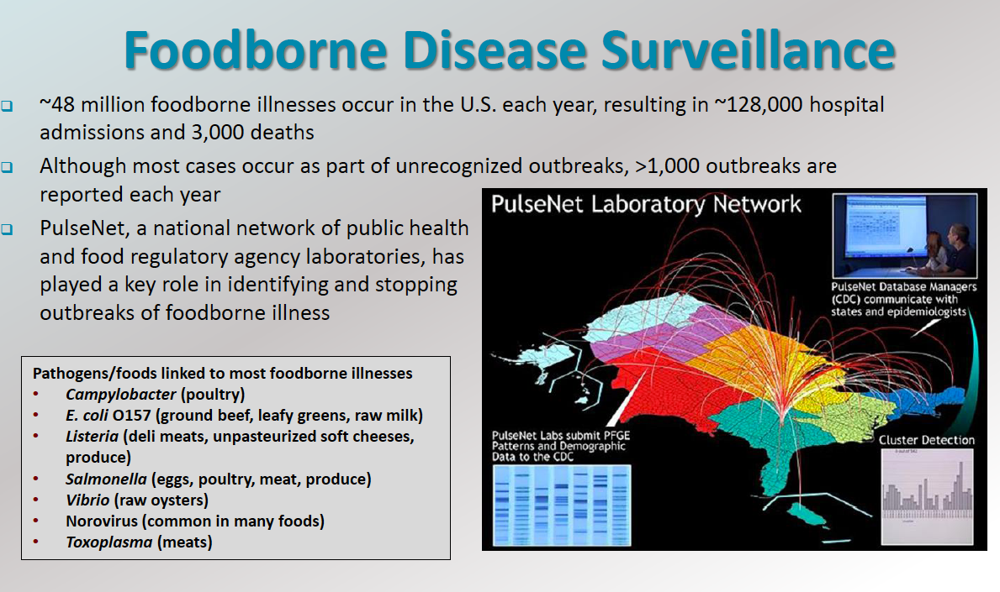 Foodborne Disease Surveillance
~48 million foodborne illnesses occur in the U.S. each year, resulting in ~128,000 hospital
admissions and 3,000 deaths
Although most cases occur as part of unrecognized outbreaks, >1,000 outbreaks are
reported each year
PulseNet, a national network of public health
and food regulatory agency laboratories, has
played a key role in identifying and stopping
outbreaks of foodborne illness
Pathogens/foods linked to most foodborne illnesses
• Campylobacter (poultry)
• E. coli O157 (ground beef, leafy greens, raw milk)
• Listeria (deli meats, unpasteurized soft cheeses,
produce)
• Salmonella (eggs, poultry, meat, produce)
• Vibrio (raw oysters)
• Norovirus (common in many foods)
• Toxoplasma (meats)
PulseNet Laboratory Network
PulseNet Database Managers
(CDC) communicate with
states and epidemiologists
PulseNet Labs submit PFGE
Patterns and Demographic
Data to the CDC
Cluster Detection